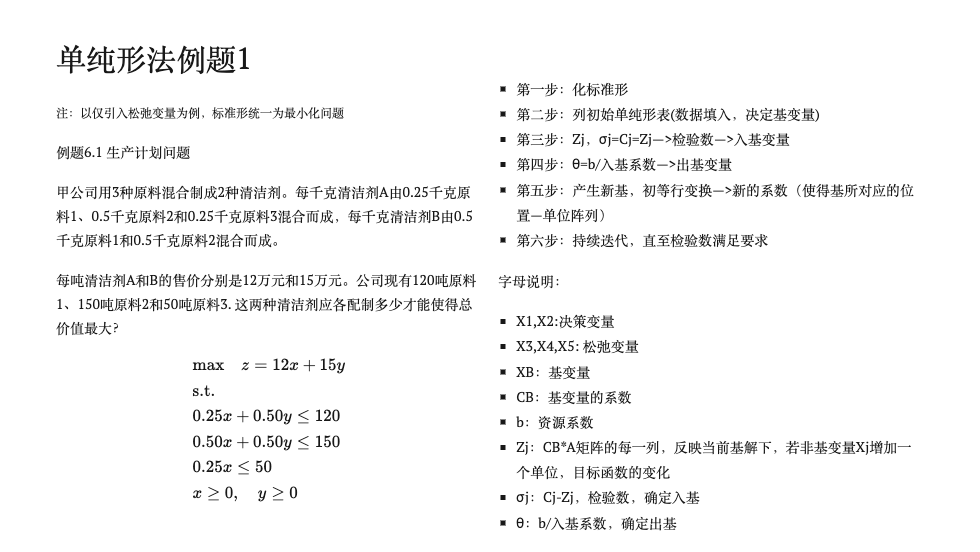 单纯形法例题1
注：以仅引入松弛变量为例，标准形统一为最小化问题
例题6.1 生产计划问题
甲公司用3种原料混合制成2种清洁剂。每千克清洁剂A由0.25千克原
料1、0.5千克原料2和0.25千克原料3混合而成，每千克清洁剂B由0.5
千克原料1和0.5千克原料2混合而成。
每吨清洁剂A和B的售价分别是12万元和15万元。公司现有120吨原料
1、150吨原料2和50吨原料3. 这两种清洁剂应各配制多少才能使得总
价值最大?
max z = 12x + 15y
s.t.
0.25x + 0.50y ≤ 120
0.50x + 0.50y ≤ 150
0.25x ≤ 50
x ≥ 0, y ≥ 0
▪ 第一步：化标准形
▪ 第二步：列初始单纯形表(数据填入，决定基变量)
▪ 第三步：Zj，σj=Cj=Zj—>检验数—>入基变量
▪ 第四步：θ=b/入基系数—>出基变量
▪ 第五步：产生新基，初等行变换—>新的系数（使得基所对应的位
置—单位阵列）
▪ 第六步：持续迭代，直至检验数满足要求
字母说明：
▪ X1,X2:决策变量
▪ X3,X4,X5: 松弛变量
▪ XB：基变量
▪ CB：基变量的系数
▪ b：资源系数
▪ Zj：CB*A矩阵的每一列，反映当前基解下，若非基变量Xj增加一
个单位，目标函数的变化
▪ σj：Cj-Zj，检验数，确定入基
▪ θ：b/入基系数，确定出基